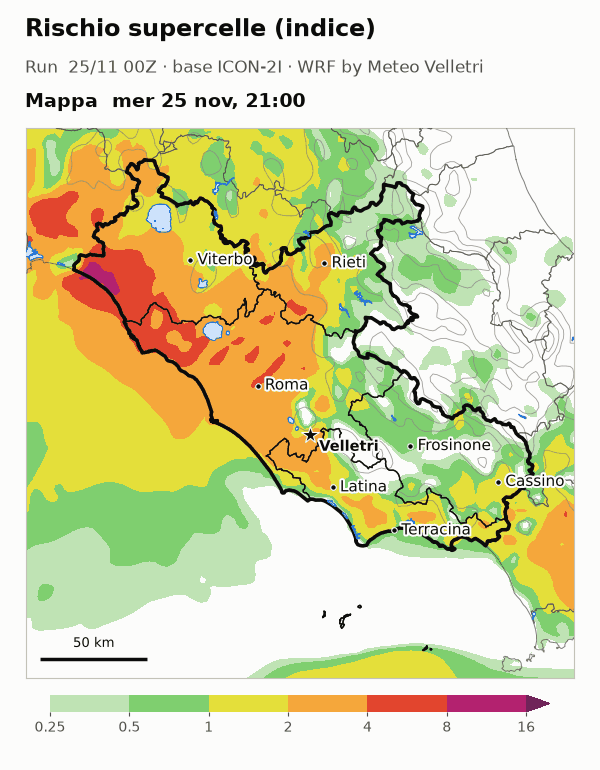 Rischio supercelle (indice)
Run  25/11 00Z · base ICON-2I · WRF by Meteo Velletri
Mappa  mer 25 nov, 21:00
Viterbo
Rieti
Roma
Velletri
Frosinone
Latina
Cassino
Terracina
50 km
0.25 0.5 1 2 4 8 16